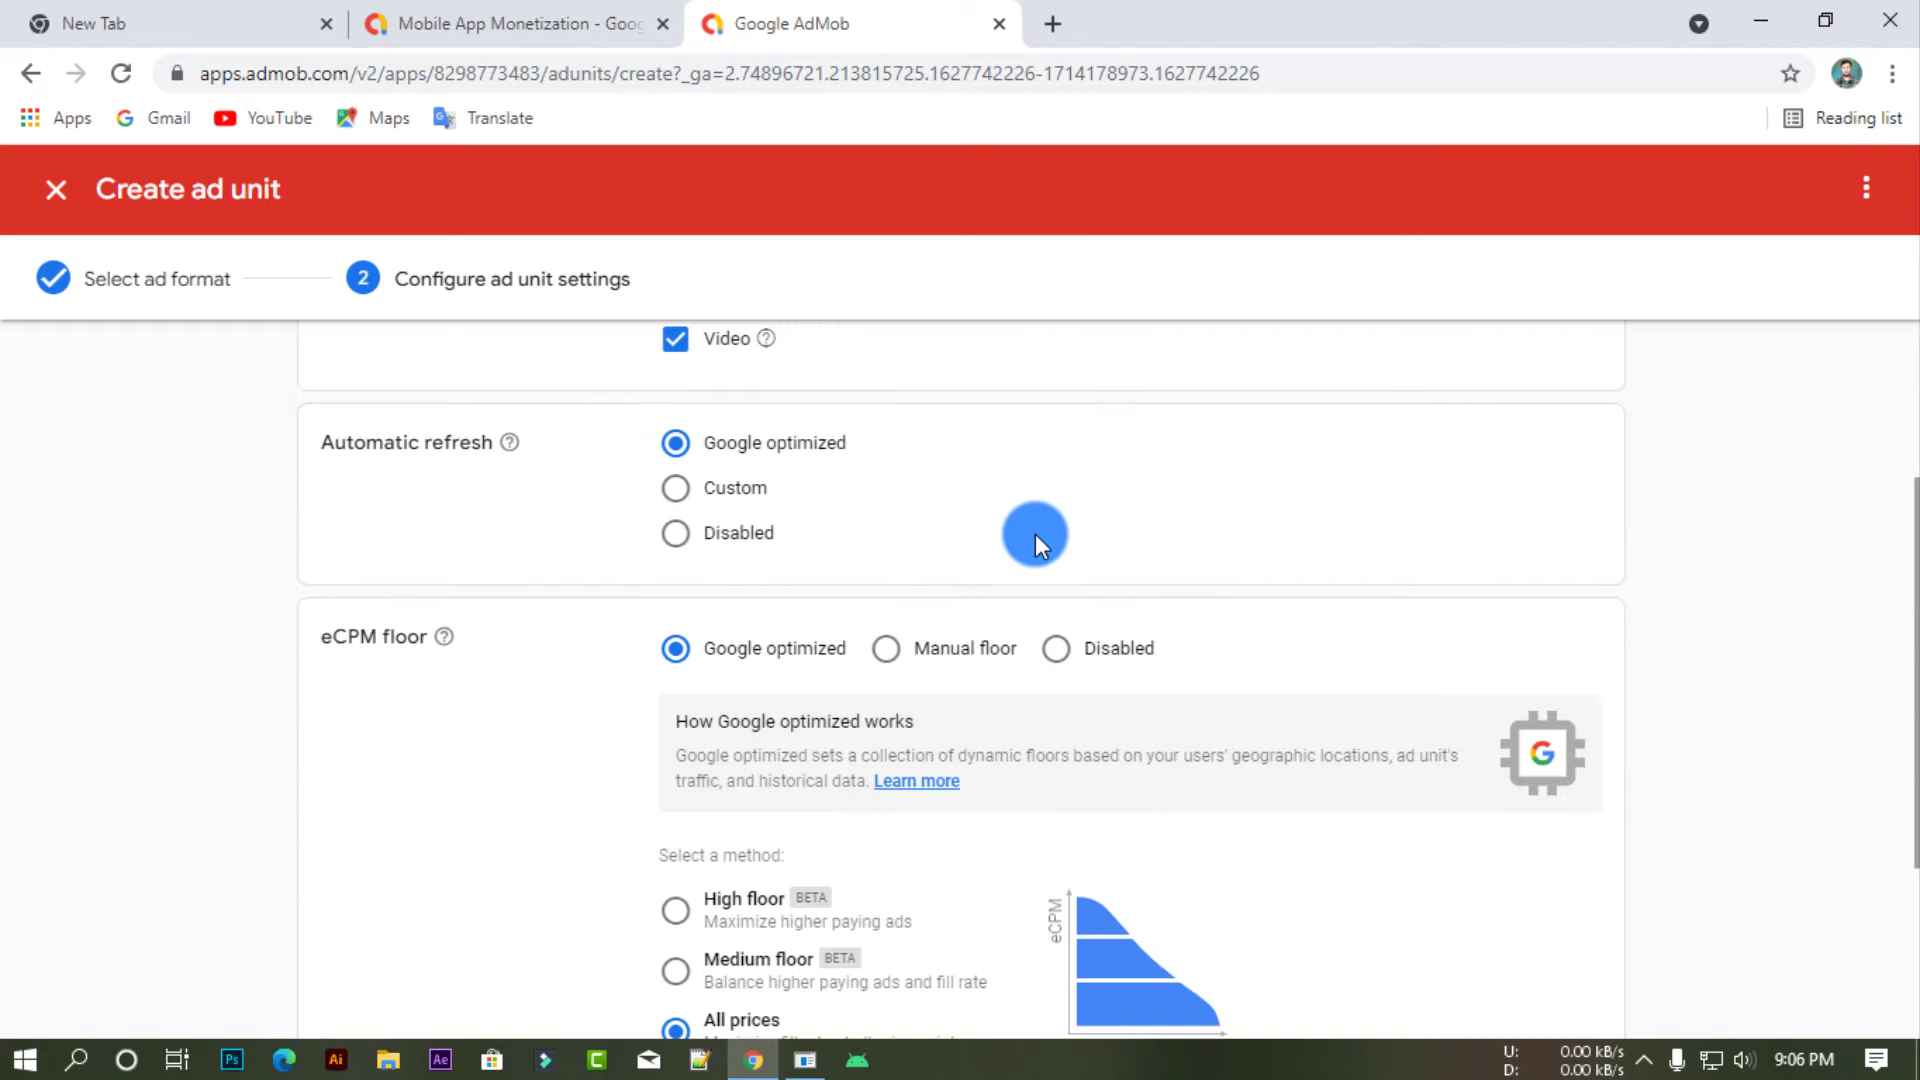 New Tab
Mobile App Monetization - Goog
Google AdMob
apps.admob.com/v2/apps/8298773483/adunits/create?_ga=2.74896721.213815725.1627742226-1714178973.1627742226
Apps
Gmail
YouTube
Maps
Translate
Reading list
Create ad unit
Select ad format
2
Configure ad unit settings
Video
Automatic refresh
Google optimized
Custom
Disabled
eCPM floor
Google optimized
Manual floor
Disabled
How Google optimized works
Google optimized sets a collection of dynamic floors based on your users' geographic locations, ad unit's
traffic, and historical data. Learn more
Select a method:
High floor BETA
Maximize higher paying ads
Medium floor BETA
Balance higher paying ads and fill rate
All prices
eCPM
Ps
Ai
Ae
U: 0.00 kB/s
D: 0.00 kB/s
9:06 PM